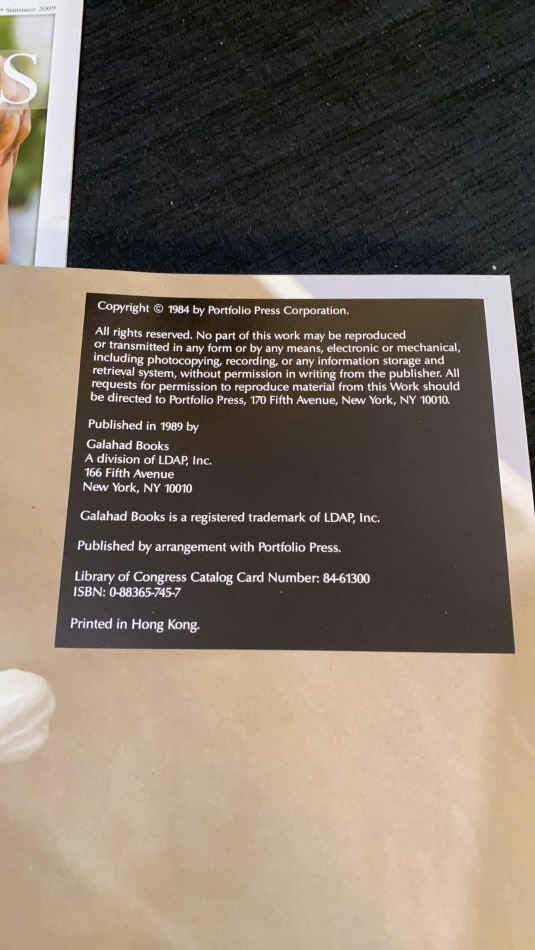 • Summer 2009
S
Copyright © 1984 by Portfolio Press Corporation.
All rights reserved. No part of this work may be reproduced
or transmitted in any form or by any means, electronic or mechanical,
including photocopying, recording, or any information storage and
retrieval system, without permission in writing from the publisher. All
requests for permission to reproduce material from this Work should
be directed to Portfolio Press, 170 Fifth Avenue, New York, NY 10010.
Published in 1989 by
Galahad Books
A division of LDAP, Inc.
166 Fifth Avenue
New York, NY 10010
Galahad Books is a registered trademark of LDAP, Inc.
Published by arrangement with Portfolio Press.
Library of Congress Catalog Card Number: 84-61300
ISBN: 0-88365-745-7
Printed in Hong Kong.